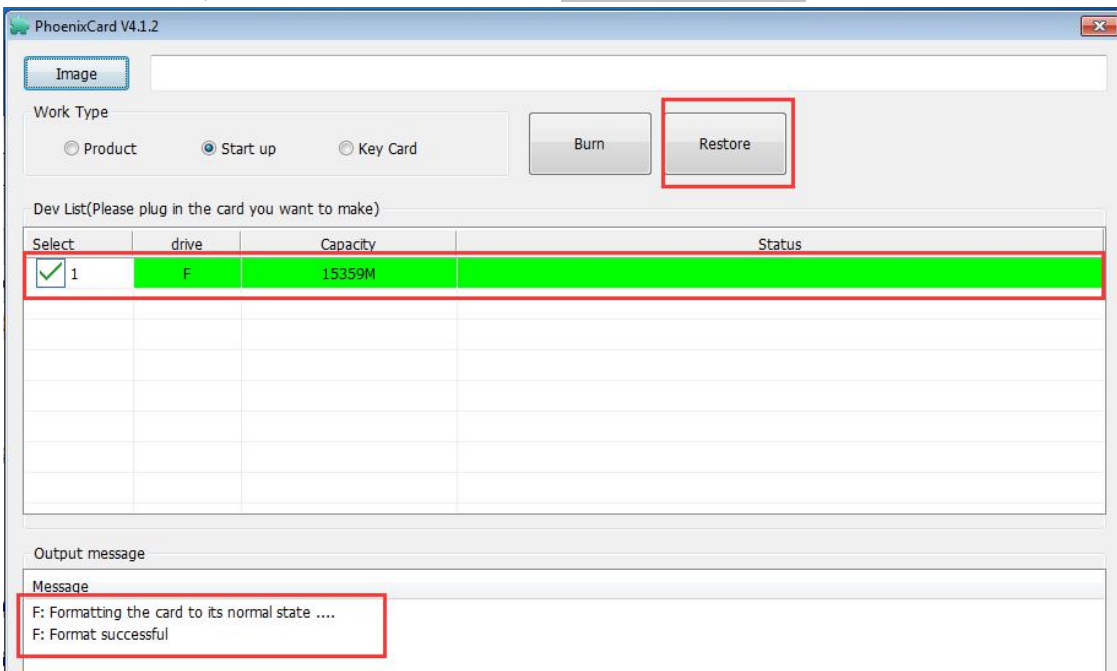 PhoenixCard V4.1.2
Image
Work Type
Product Start up Key Card
Burn Restore
Dev List(Please plug in the card you want to make)
Select drive Capacity Status
1 F 15359M
Output message
Message
F: Formatting the card to its normal state ....
F: Format successful